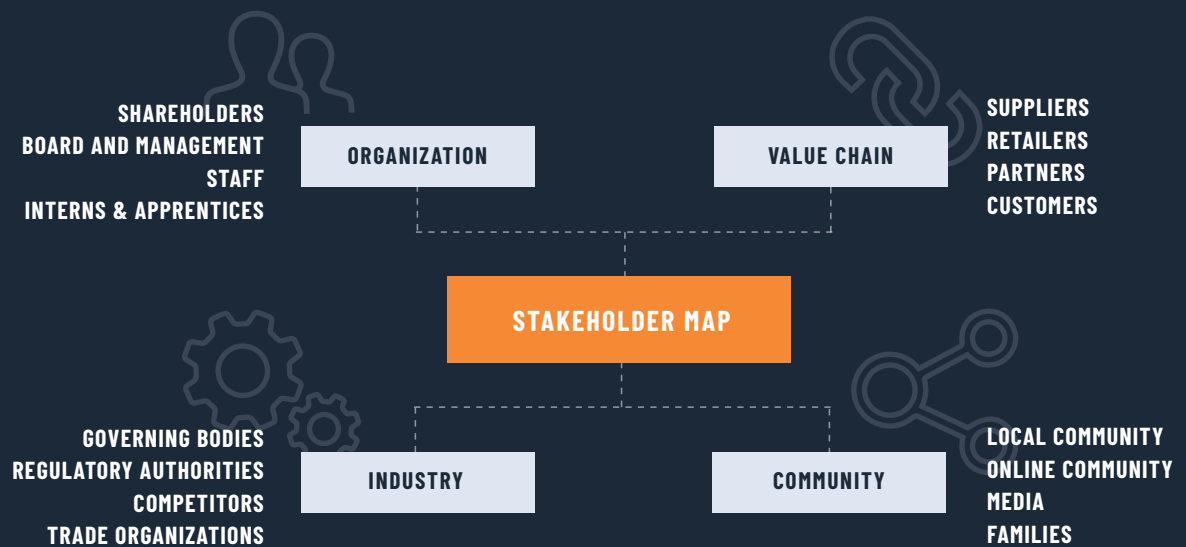 SHAREHOLDERS
BOARD AND MANAGEMENT
STAFF
INTERNS & APPRENTICES
ORGANIZATION
VALUE CHAIN
SUPPLIERS
RETAILERS
PARTNERS
CUSTOMERS
STAKEHOLDER MAP
GOVERNING BODIES
REGULATORY AUTHORITIES
COMPETITORS
TRADE ORGANIZATIONS
INDUSTRY
COMMUNITY
LOCAL COMMUNITY
ONLINE COMMUNITY
MEDIA
FAMILIES